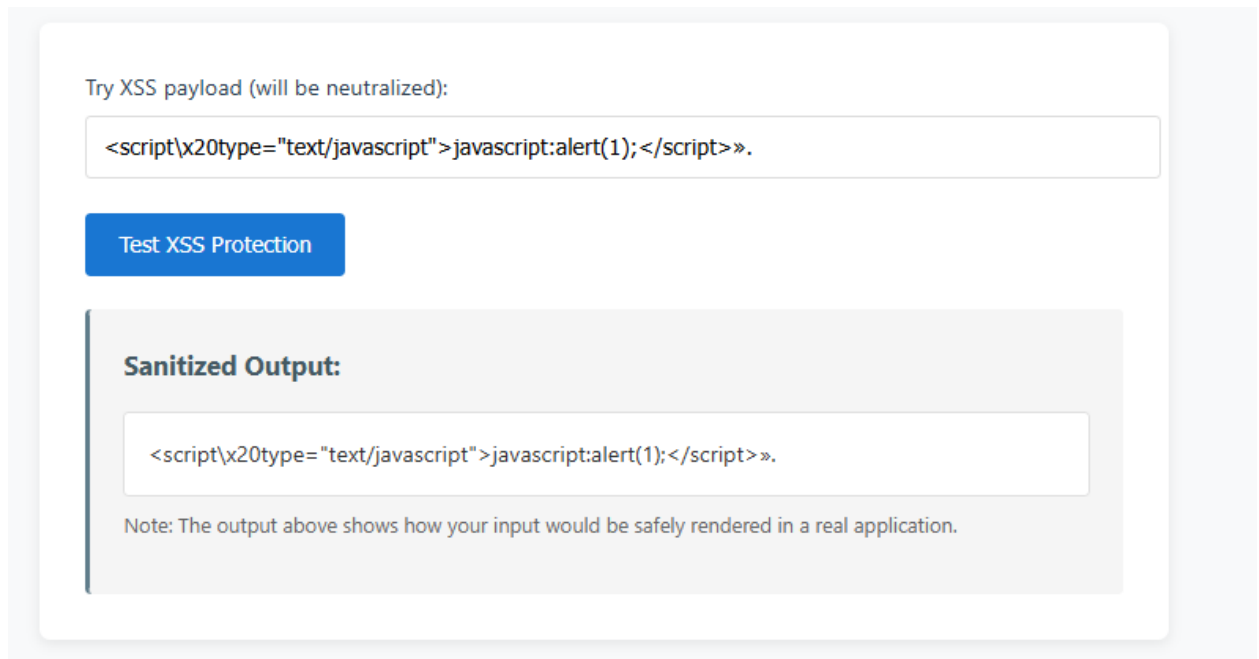 Try XSS payload (will be neutralized):
<script\x20type="text/javascript">javascript:alert(1);</script>».
Test XSS Protection
Sanitized Output:
<script\x20type="text/javascript">javascript:alert(1);</script>».
Note: The output above shows how your input would be safely rendered in a real application.